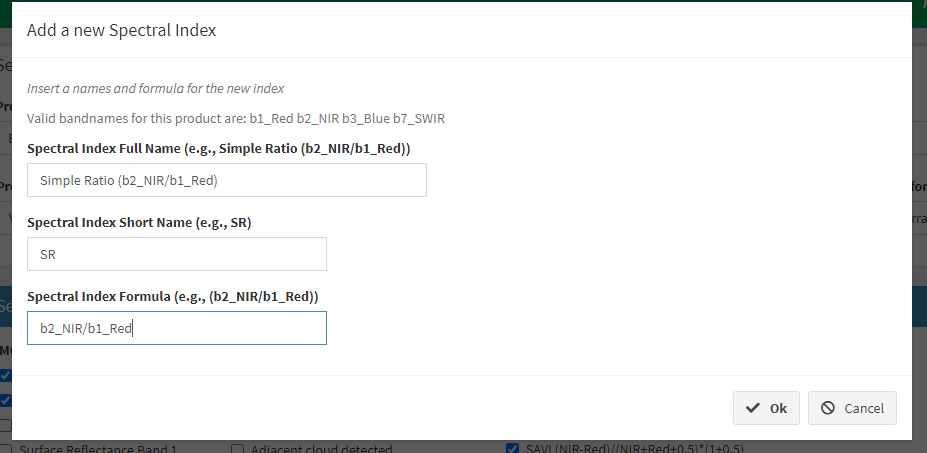 Add a new Spectral Index
Insert a names and formula for the new index
Valid bandnames for this product are: b1_Red b2_NIR b3_Blue b7_SWIR
Spectral Index Full Name (e.g., Simple Ratio (b2_NIR/b1_Red))
Simple Ratio (b2_NIR/b1_Red)
Spectral Index Short Name (e.g., SR)
SR
Spectral Index Formula (e.g., (b2_NIR/b1_Red))
b2_NIR/b1_Red
Ok Cancel
Surface Reflectance Band 1 Adjacent cloud detected SAVI (NIR-Red)/(NIR+Red+0.5)*(1+0.5)